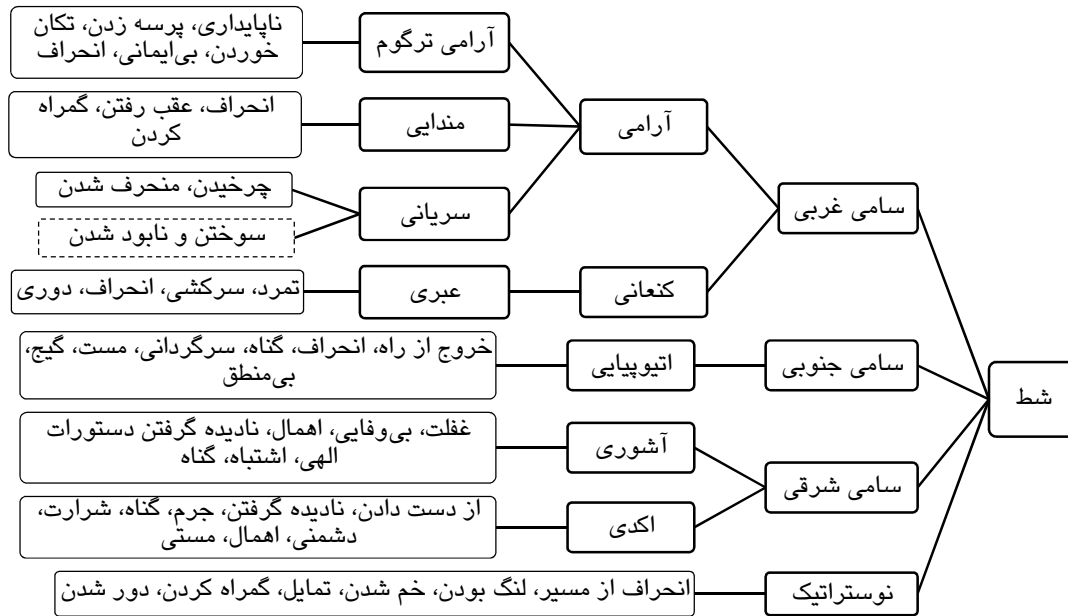 شط
سامی غربی
آرامی
آرامی ترگوم
ناپایداری، پرسه زدن، تکان
خوردن، بی‌ایمانی، انحراف
مندایی
انحراف، عقب رفتن، گمراه
کردن
سریانی
چرخیدن، منحرف شدن
سوختن و نابود شدن
کنعانی
عبری
تمرد، سرکشی، انحراف، دوری
سامی جنوبی
اتیوپیایی
خروج از راه، انحراف، گناه، سرگردانی، مست، گیج،
بی‌منطق
سامی شرقی
آشوری
غفلت، بی‌وفایی، اهمال، نادیده گرفتن دستورات
الهی، اشتباه، گناه
اکدی
از دست دادن، نادیده گرفتن، جرم، گناه، شرارت،
دشمنی، اهمال، مستی
نوستراتیک
انحراف از مسیر، لنگ بودن، خم شدن، تمایل، گمراه کردن، دور شدن